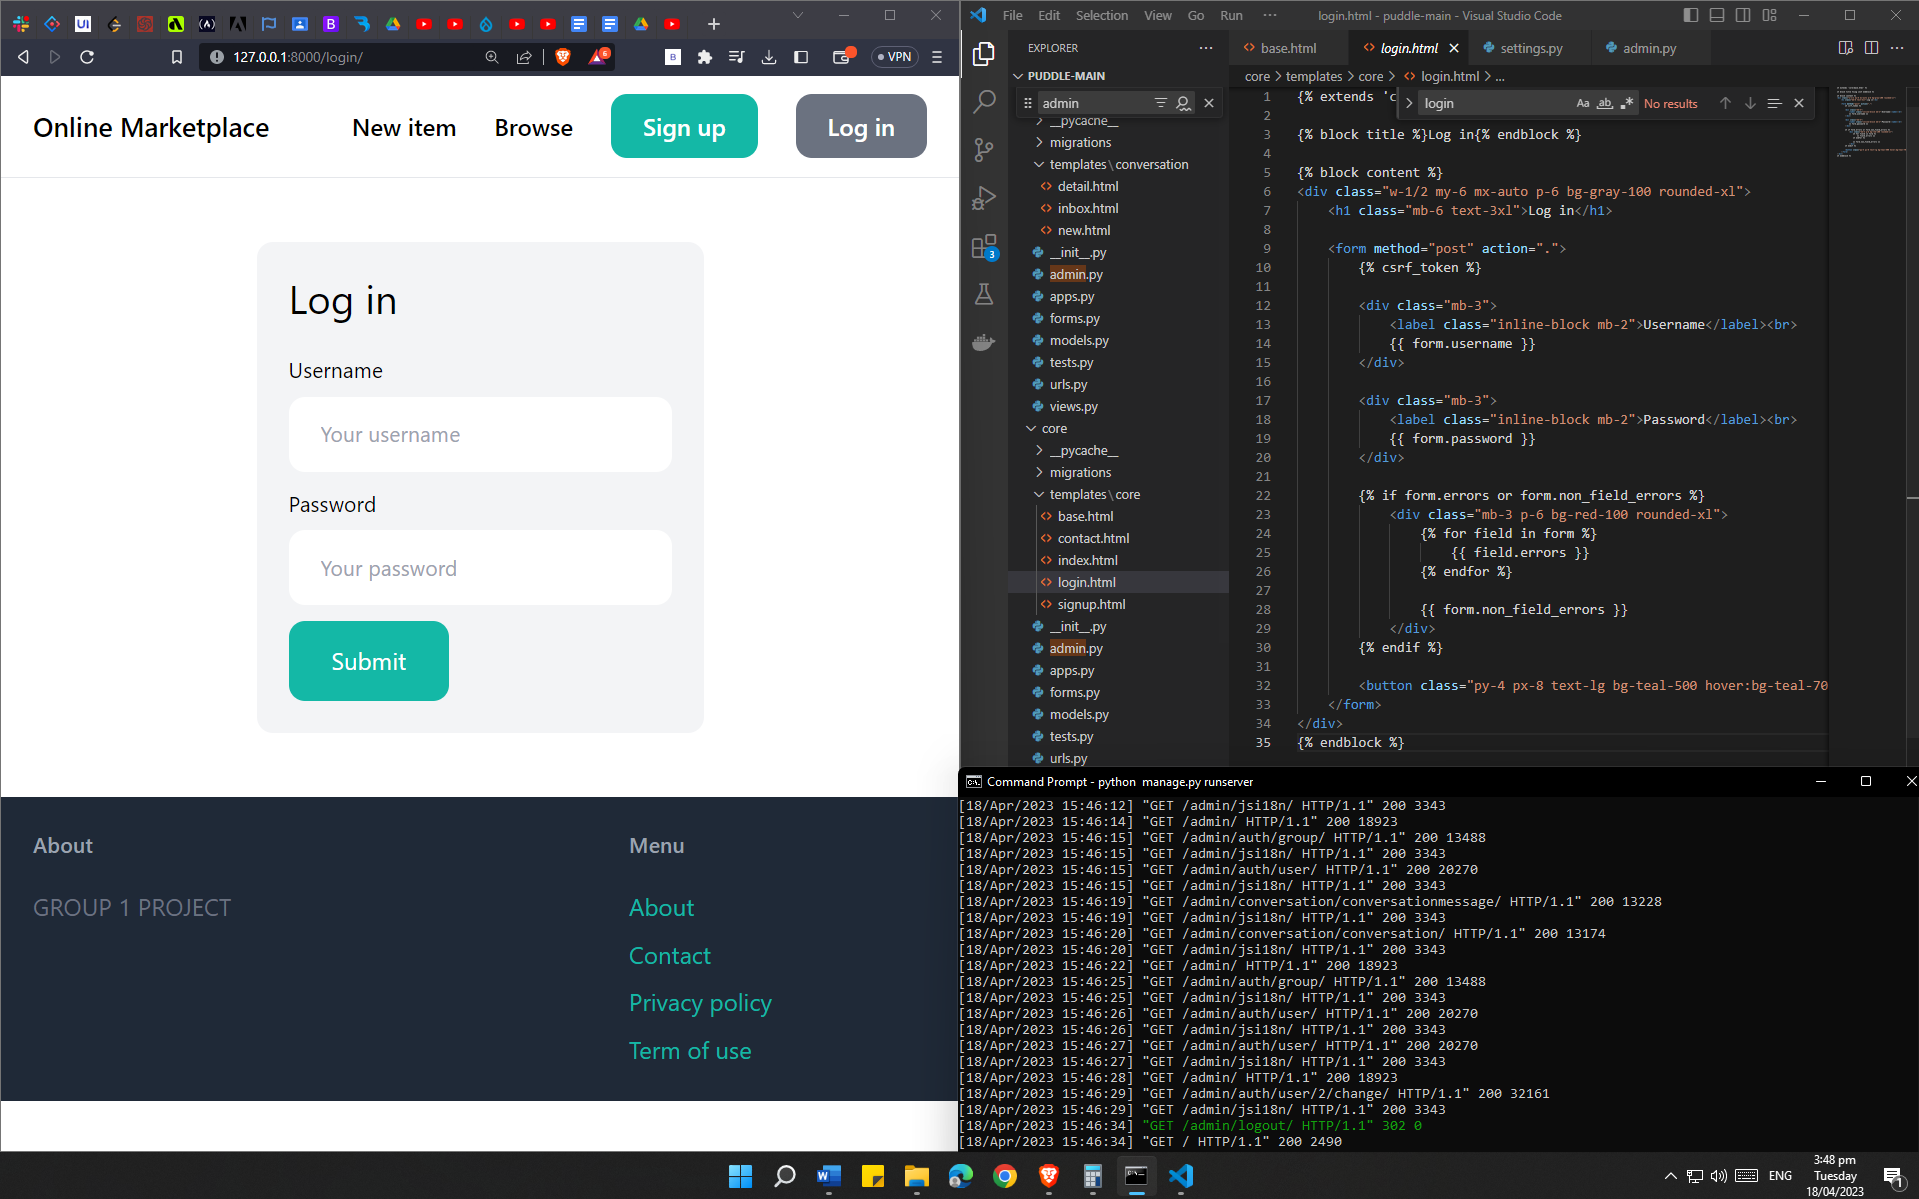 127.0.0.1:8000/login/
VPN
Online Marketplace
New item
Browse
Sign up
Log in
Log in
Username
Your username
Password
Your password
Submit
About
GROUP 1 PROJECT
Menu
About
Contact
Privacy policy
Term of use
File Edit Selection View Go Run ··· login.html - puddle-main - Visual Studio Code
EXPLORER
PUDDLE-MAIN
admin
__pycache__
migrations
templates\conversation
detail.html
inbox.html
new.html
__init__.py
admin.py
apps.py
forms.py
models.py
tests.py
urls.py
views.py
core
__pycache__
migrations
templates\core
base.html
contact.html
index.html
login.html
signup.html
__init__.py
admin.py
apps.py
forms.py
models.py
tests.py
urls.py
3
base.html login.html settings.py admin.py
core > templates > core > login.html > ...
login
Aa ab No results
1 {% extends 'c
2
3 {% block title %}Log in{% endblock %}
4
5 {% block content %}
6 <div class="w-1/2 my-6 mx-auto p-6 bg-gray-100 rounded-xl">
7 <h1 class="mb-6 text-3xl">Log in</h1>
8
9 <form method="post" action=".">
10 {% csrf_token %}
11
12 <div class="mb-3">
13 <label class="inline-block mb-2">Username</label><br>
14 {{ form.username }}
15 </div>
16
17 <div class="mb-3">
18 <label class="inline-block mb-2">Password</label><br>
19 {{ form.password }}
20 </div>
21
22 {% if form.errors or form.non_field_errors %}
23 <div class="mb-3 p-6 bg-red-100 rounded-xl">
24 {% for field in form %}
25 {{ field.errors }}
26 {% endfor %}
27
28 {{ form.non_field_errors }}
29 </div>
30 {% endif %}
31
32 <button class="py-4 px-8 text-lg bg-teal-500 hover:bg-teal-70
33 </form>
34 </div>
35 {% endblock %}
Command Prompt - python manage.py runserver
[18/Apr/2023 15:46:12] "GET /admin/jsi18n/ HTTP/1.1" 200 3343
[18/Apr/2023 15:46:14] "GET /admin/ HTTP/1.1" 200 18923
[18/Apr/2023 15:46:15] "GET /admin/auth/group/ HTTP/1.1" 200 13488
[18/Apr/2023 15:46:15] "GET /admin/jsi18n/ HTTP/1.1" 200 3343
[18/Apr/2023 15:46:15] "GET /admin/auth/user/ HTTP/1.1" 200 20270
[18/Apr/2023 15:46:15] "GET /admin/jsi18n/ HTTP/1.1" 200 3343
[18/Apr/2023 15:46:19] "GET /admin/conversation/conversationmessage/ HTTP/1.1" 200 13228
[18/Apr/2023 15:46:19] "GET /admin/jsi18n/ HTTP/1.1" 200 3343
[18/Apr/2023 15:46:20] "GET /admin/conversation/conversation/ HTTP/1.1" 200 13174
[18/Apr/2023 15:46:20] "GET /admin/jsi18n/ HTTP/1.1" 200 3343
[18/Apr/2023 15:46:22] "GET /admin/ HTTP/1.1" 200 18923
[18/Apr/2023 15:46:25] "GET /admin/auth/group/ HTTP/1.1" 200 13488
[18/Apr/2023 15:46:25] "GET /admin/jsi18n/ HTTP/1.1" 200 3343
[18/Apr/2023 15:46:26] "GET /admin/auth/user/ HTTP/1.1" 200 20270
[18/Apr/2023 15:46:26] "GET /admin/jsi18n/ HTTP/1.1" 200 3343
[18/Apr/2023 15:46:27] "GET /admin/auth/user/ HTTP/1.1" 200 20270
[18/Apr/2023 15:46:27] "GET /admin/jsi18n/ HTTP/1.1" 200 3343
[18/Apr/2023 15:46:28] "GET /admin/ HTTP/1.1" 200 18923
[18/Apr/2023 15:46:29] "GET /admin/auth/user/2/change/ HTTP/1.1" 200 32161
[18/Apr/2023 15:46:29] "GET /admin/jsi18n/ HTTP/1.1" 200 3343
[18/Apr/2023 15:46:34] "GET /admin/logout/ HTTP/1.1" 302 0
[18/Apr/2023 15:46:34] "GET / HTTP/1.1" 200 2490
ENG
3:48 pm
Tuesday
18/04/2023
1